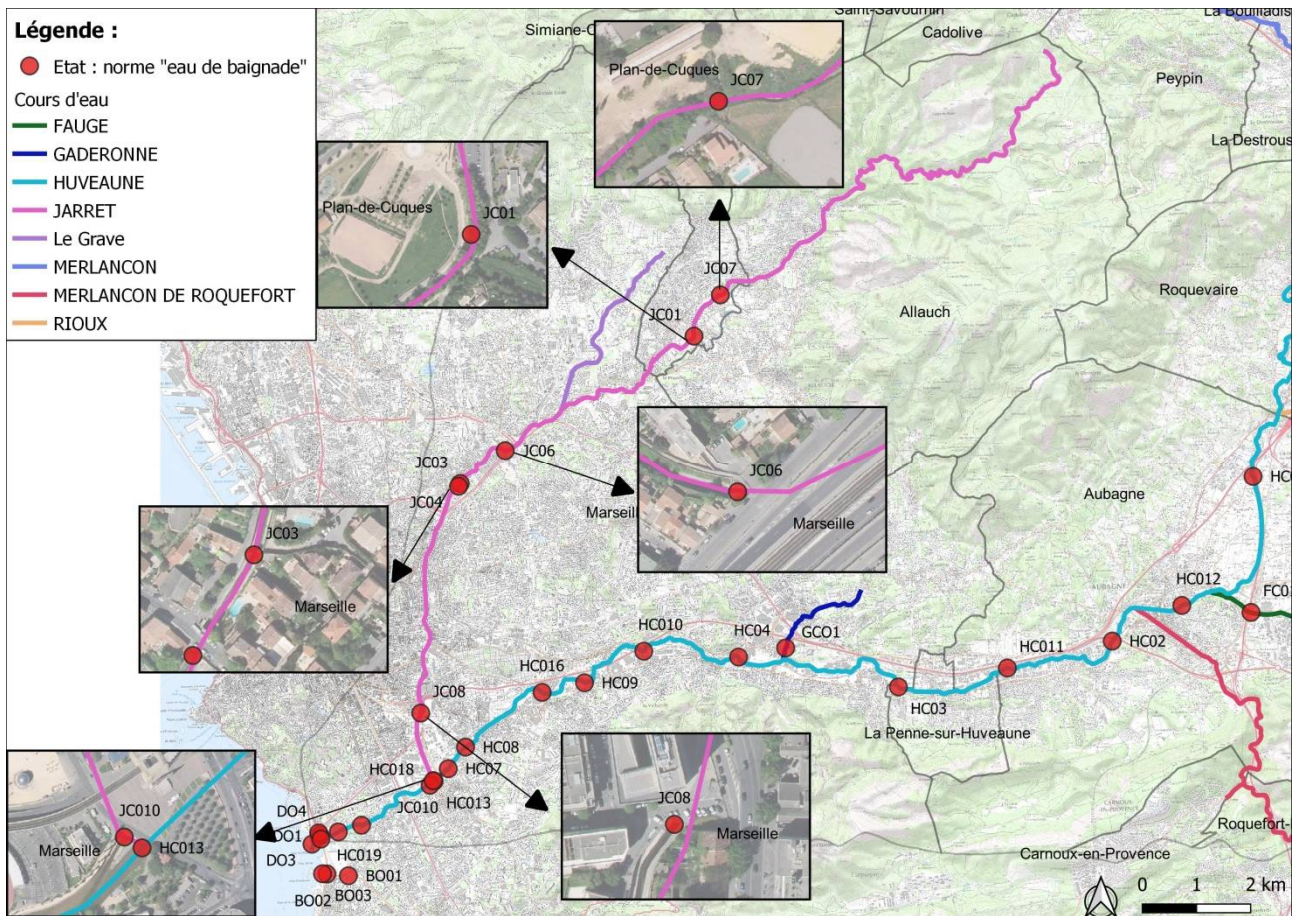 Légende :
Etat : norme "eau de baignade"
Cours d'eau
FAUGE
GADERONNE
HUVEAUNE
JARRET
Le Grave
MERLANCON
MERLANCON DE ROQUEFORT
RIOUX
Saint-Savournin
La Bouilladis
Simiane-C
Cadolive
Plan-de-Cuques
JC07
Peypin
La Destrous
Plan-de-Cuques
JC01
JC07
Roquevaire
Allauch
JC01
JC06
JC03
JC04
JC06
Marseill
Marseille
Aubagne
HC0
JC03
Marseille
HC012
FC01
HC010
HC04
GCO1
HC02
HC011
HC016
HC09
HC03
JC08
La Penne-sur-Huveaune
HC08
HC018
HC07
JC010
HC013
JC08
Marseille
DO4
DO1
JC010
Marseille
HC013
DO3
HC019
BO01
BO02
BO03
Roquefort-l
Carnoux-en-Provence
0 1 2 km